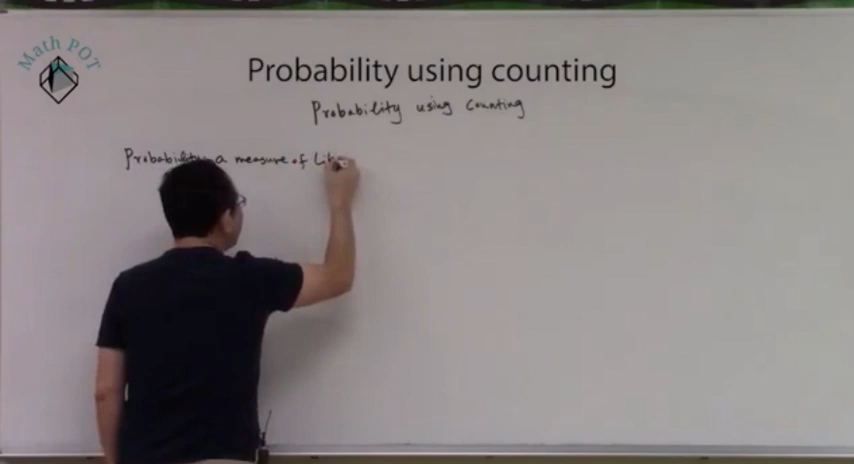 Math POT
Probability using counting
Probability using Counting
a measure of